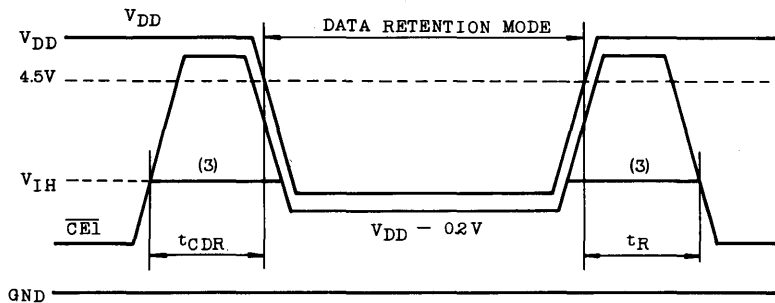 VDD
DATA RETENTION MODE
VDD
4.5V
(3)
(3)
VIH
CE1
VDD - 0.2V
tCDR
tR
GND